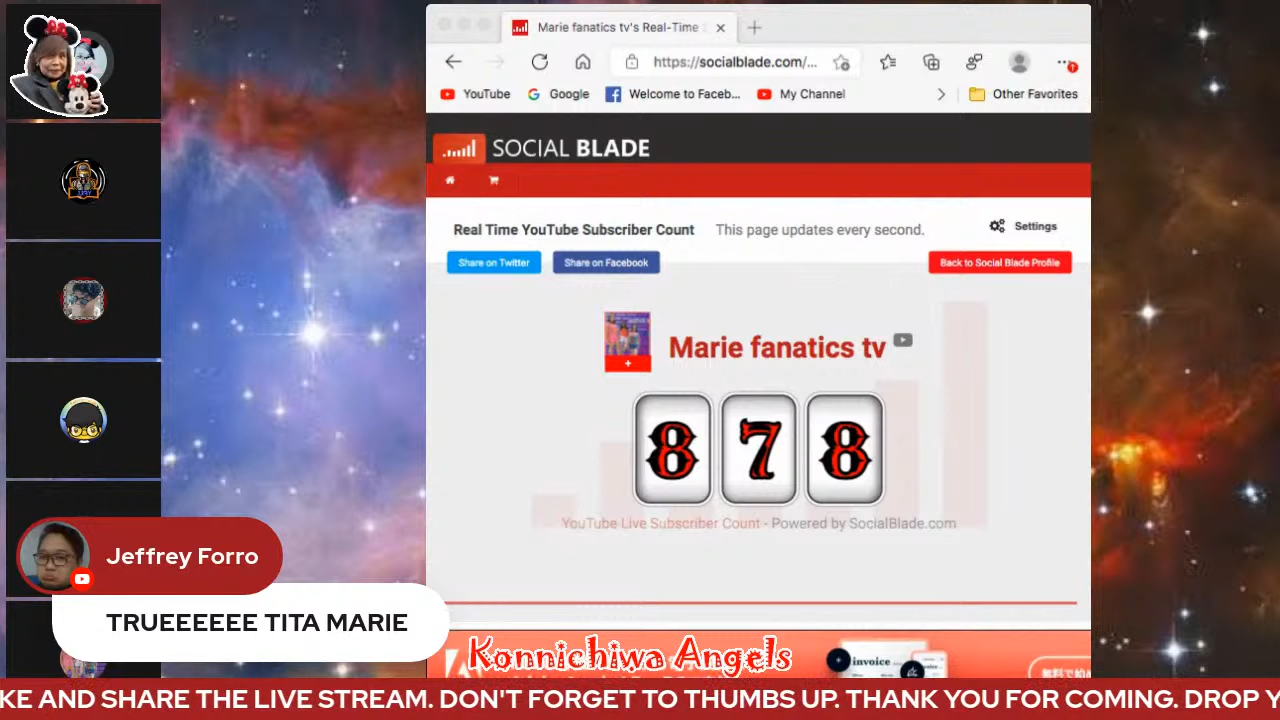 Marie fanatics tv's Real-Time
https://socialblade.com/...
YouTube
Google
Welcome to Faceb...
My Channel
Other Favorites
SOCIAL BLADE
Real Time YouTube Subscriber Count
This page updates every second.
Settings
Share on Twitter
Share on Facebook
Back to Social Blade Profile
Marie fanatics tv
878
YouTube Live Subscriber Count - Powered by SocialBlade.com
Jeffrey Forro
TRUEEEEEE TITA MARIE
Konnichiwa Angels
invoice
KE AND SHARE THE LIVE STREAM. DON'T FORGET TO THUMBS UP. THANK YOU FOR COMING. DROP Y